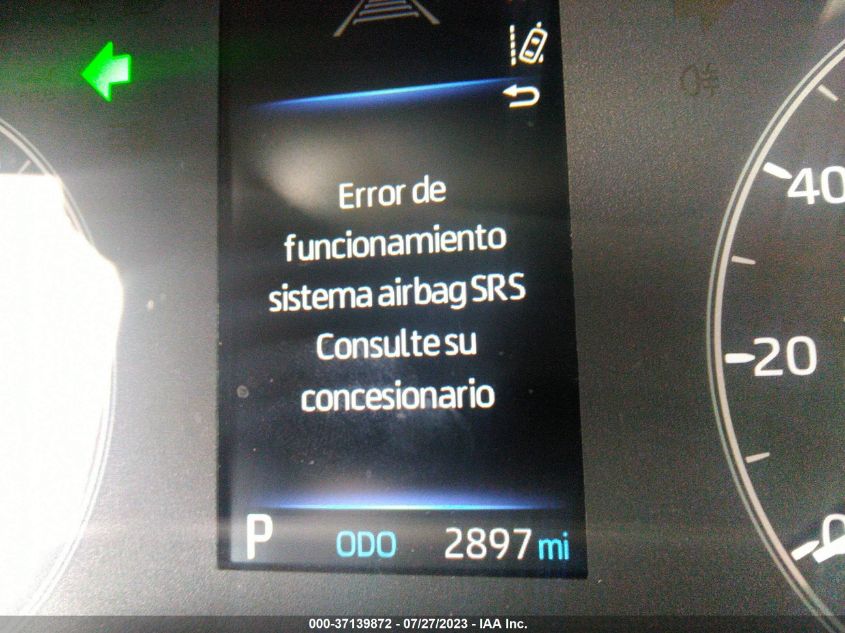 Error de
funcionamiento
sistema airbag SRS
Consulte su
concesionario
P ODO 2897 mi
40
20
0
000-37139872 - 07/27/2023 - IAA Inc.